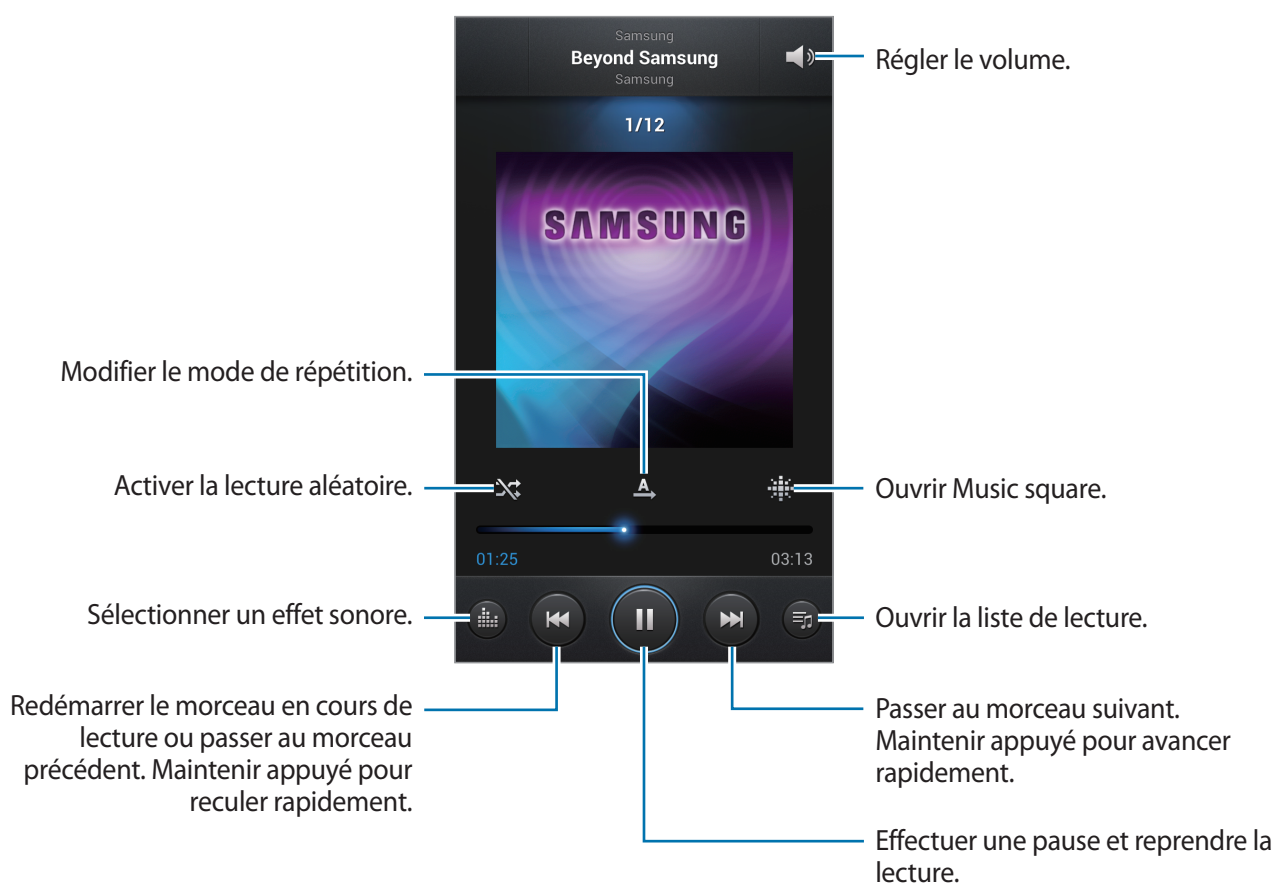 Samsung
Beyond Samsung
Samsung
Régler le volume.
1/12
SAMSUNG
Modifier le mode de répétition.
Activer la lecture aléatoire.
A
Ouvrir Music square.
01:25
03:13
Sélectionner un effet sonore.
Ouvrir la liste de lecture.
Redémarrer le morceau en cours de
lecture ou passer au morceau
précédent. Maintenir appuyé pour
reculer rapidement.
Passer au morceau suivant.
Maintenir appuyé pour avancer
rapidement.
Effectuer une pause et reprendre la
lecture.